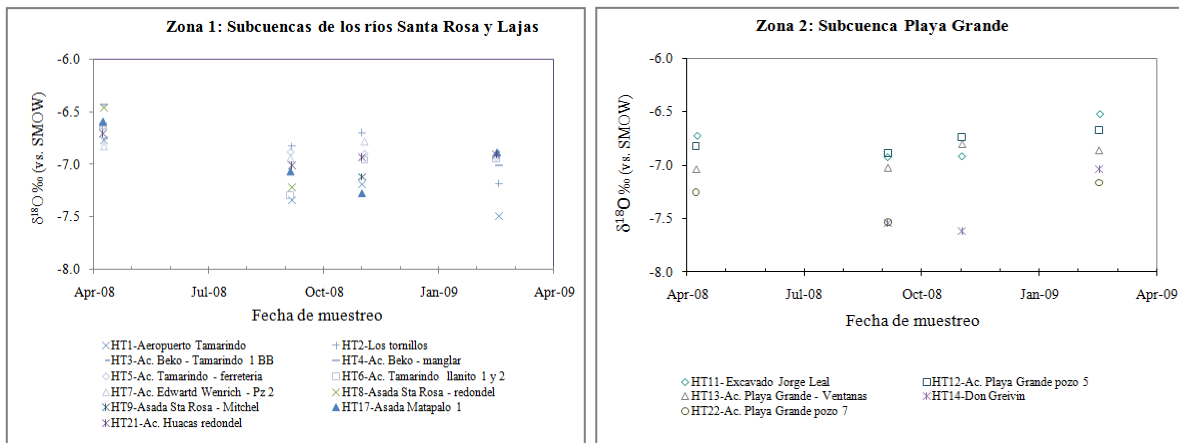 Zona 1: Subcuencas de los ríos Santa Rosa y Lajas
δ18O ‰ (vs. SMOW)
-6.0
-6.5
-7.0
-7.5
-8.0
Apr-08 Jul-08 Oct-08 Jan-09 Apr-09
Fecha de muestreo
HT1-Aeropuerto Tamarindo HT2-Los tornillos
HT3-Ac. Beko - Tamarindo 1 BB HT4-Ac. Beko - manglar
HT5-Ac. Tamarindo - ferreteria HT6-Ac. Tamarindo llanito 1 y 2
HT7-Ac. Edwartd Wenrich - Pz 2 HT8-Asada Sta Rosa - redondel
HT9-Asada Sta Rosa - Mitchel HT17-Asada Matapalo 1
HT21-Ac. Huacas redondel
Zona 2: Subcuenca Playa Grande
δ18O ‰ (vs. SMOW)
-6.0
-6.5
-7.0
-7.5
-8.0
Apr-08 Jul-08 Oct-08 Jan-09 Apr-09
Fecha de muestreo
HT11- Excavado Jorge Leal HT12-Ac. Playa Grande pozo 5
HT13-Ac. Playa Grande - Ventanas HT14-Don Greivin
HT22-Ac. Playa Grande pozo 7